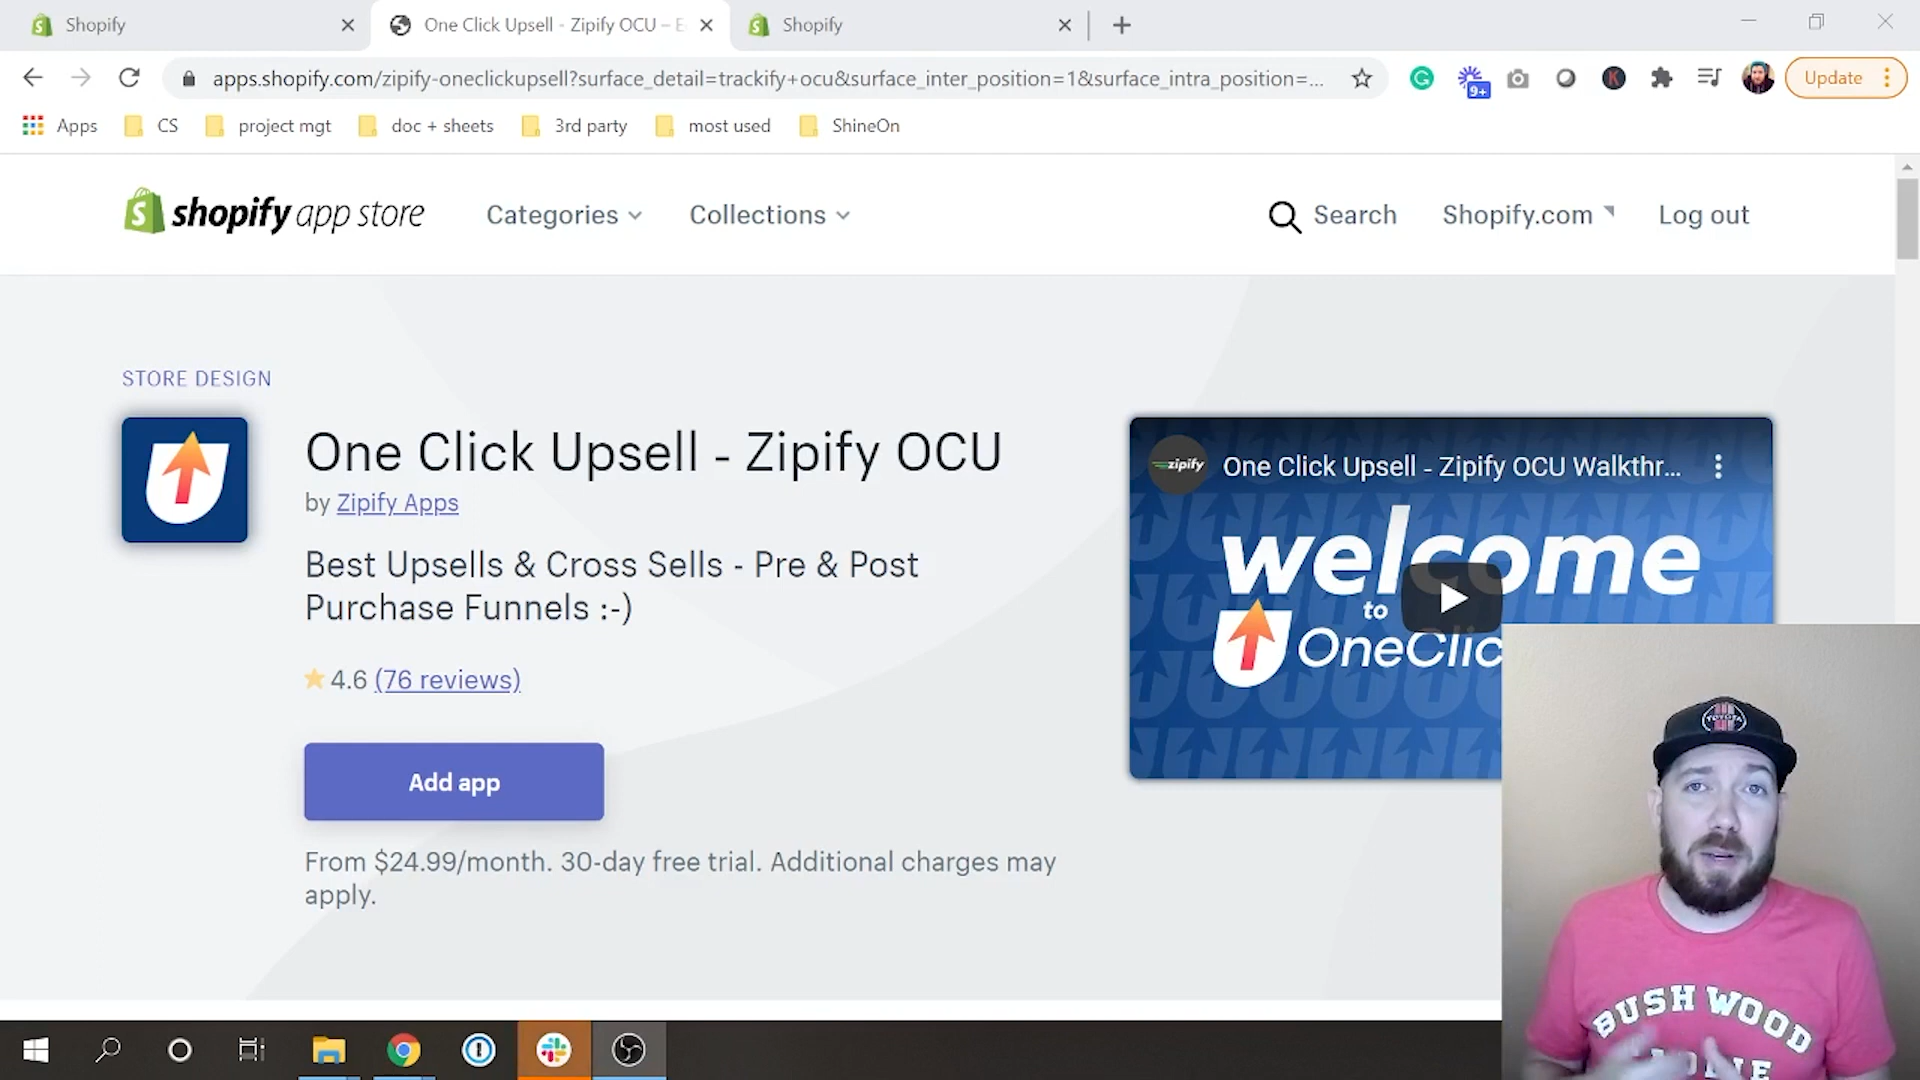 Shopify
One Click Upsell - Zipify OCU – E
Shopify
apps.shopify.com/zipify-oneclickupsell?surface_detail=trackify+ocu&surface_inter_position=1&surface_intra_position=...
9+
K
Update
Apps
CS
project mgt
doc + sheets
3rd party
most used
ShineOn
shopify app store
Categories
Collections
Search
Shopify.com
Log out
STORE DESIGN
One Click Upsell - Zipify OCU
by Zipify Apps
Best Upsells & Cross Sells - Pre & Post
Purchase Funnels :-)
4.6 (76 reviews)
Add app
From $24.99/month. 30-day free trial. Additional charges may
apply.
zipify
One Click Upsell - Zipify OCU Walkthr...
welcome
to
OneClic
TOYOTA
BUSHWOOD